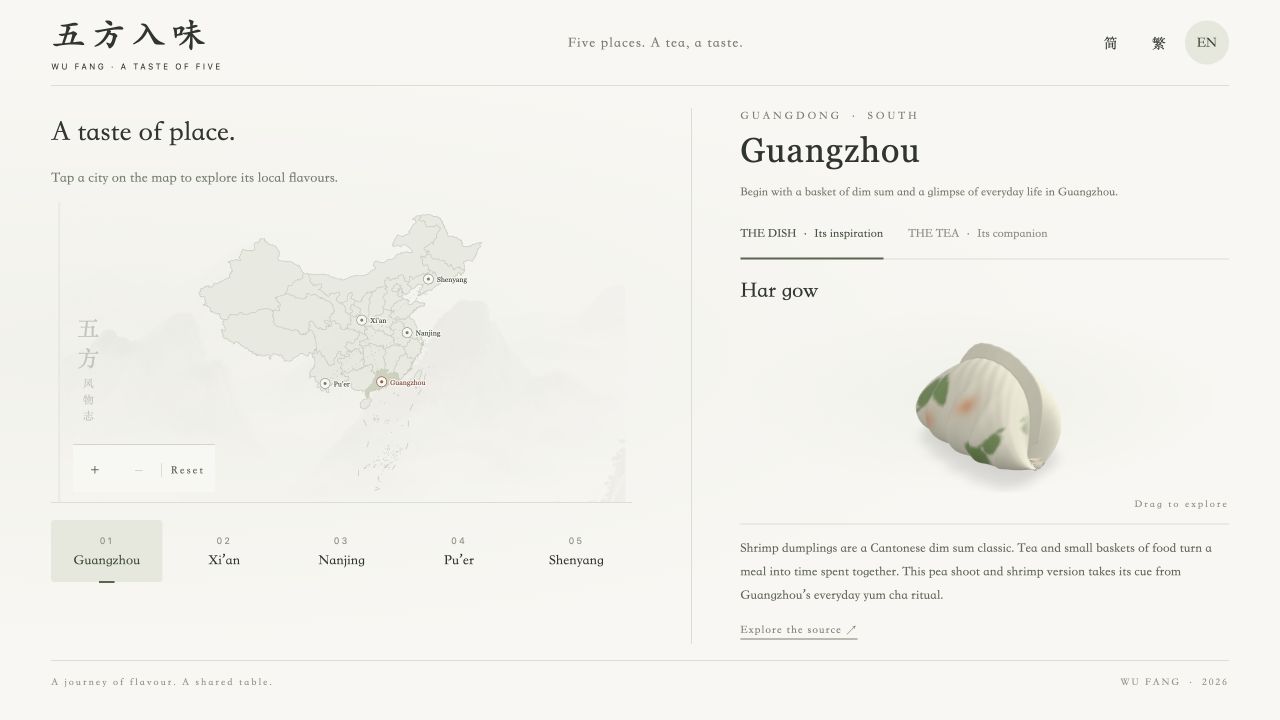 五方入味
WU FANG · A TASTE OF FIVE
Five places. A tea, a taste.
简
繁
EN
A taste of place.
Tap a city on the map to explore its local flavours.
Shenyang
Xi'an
Nanjing
Pu'er
Guangzhou
五方
风物志
+
–
Reset
01
Guangzhou
02
Xi’an
03
Nanjing
04
Pu’er
05
Shenyang
GUANGDONG · SOUTH
Guangzhou
Begin with a basket of dim sum and a glimpse of everyday life in Guangzhou.
THE DISH · Its inspiration
THE TEA · Its companion
Har gow
Drag to explore
Shrimp dumplings are a Cantonese dim sum classic. Tea and small baskets of food turn a
meal into time spent together. This pea shoot and shrimp version takes its cue from
Guangzhou’s everyday yum cha ritual.
Explore the source ↗
A journey of flavour. A shared table.
WU FANG · 2026